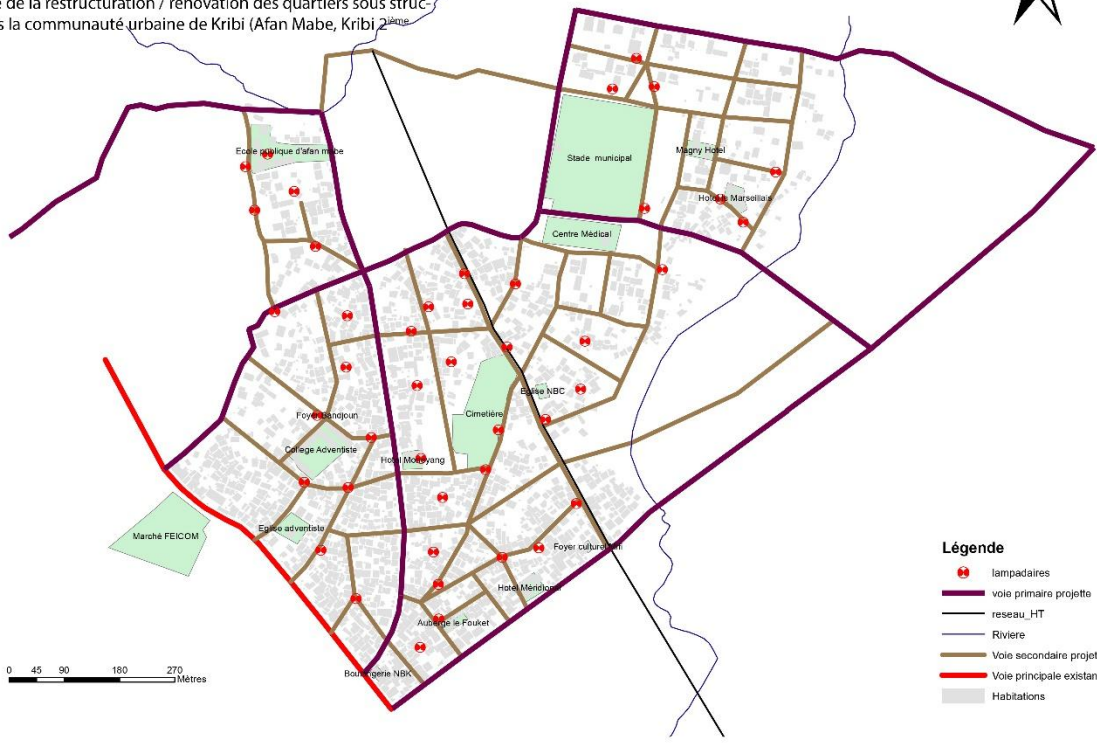 de la restructuration / rénovation des quartiers sous struc-
la communauté urbaine de Kribi (Afan Mabe, Kribi 2ième
Ecole publique d'afan mabe
Stade municipal
Magny Hotel
Hotel le Marseillais
Centre Médical
Eglise NBC
Foyer Bandjoun
Cimetière
College Adventiste
Hotel
Marché FEICOM
Eglise adventiste
Foyer culturel
Hotel Méridional
Auberge le Fouket
Boulangerie NBK
0 45 90 180 270
Mètres
Légende
lampadaires
voie primaire projette
reseau_HT
Riviere
Voie secondaire projet
Voie principale existan
Habitations